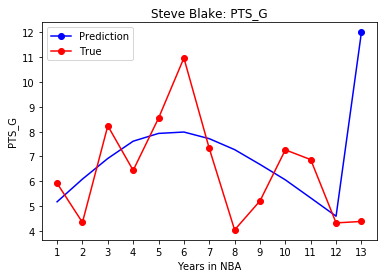 Steve Blake: PTS_G
Prediction
True
12
11
10
9
8
7
6
5
4
PTS_G
1 2 3 4 5 6 7 8 9 10 11 12 13
Years in NBA